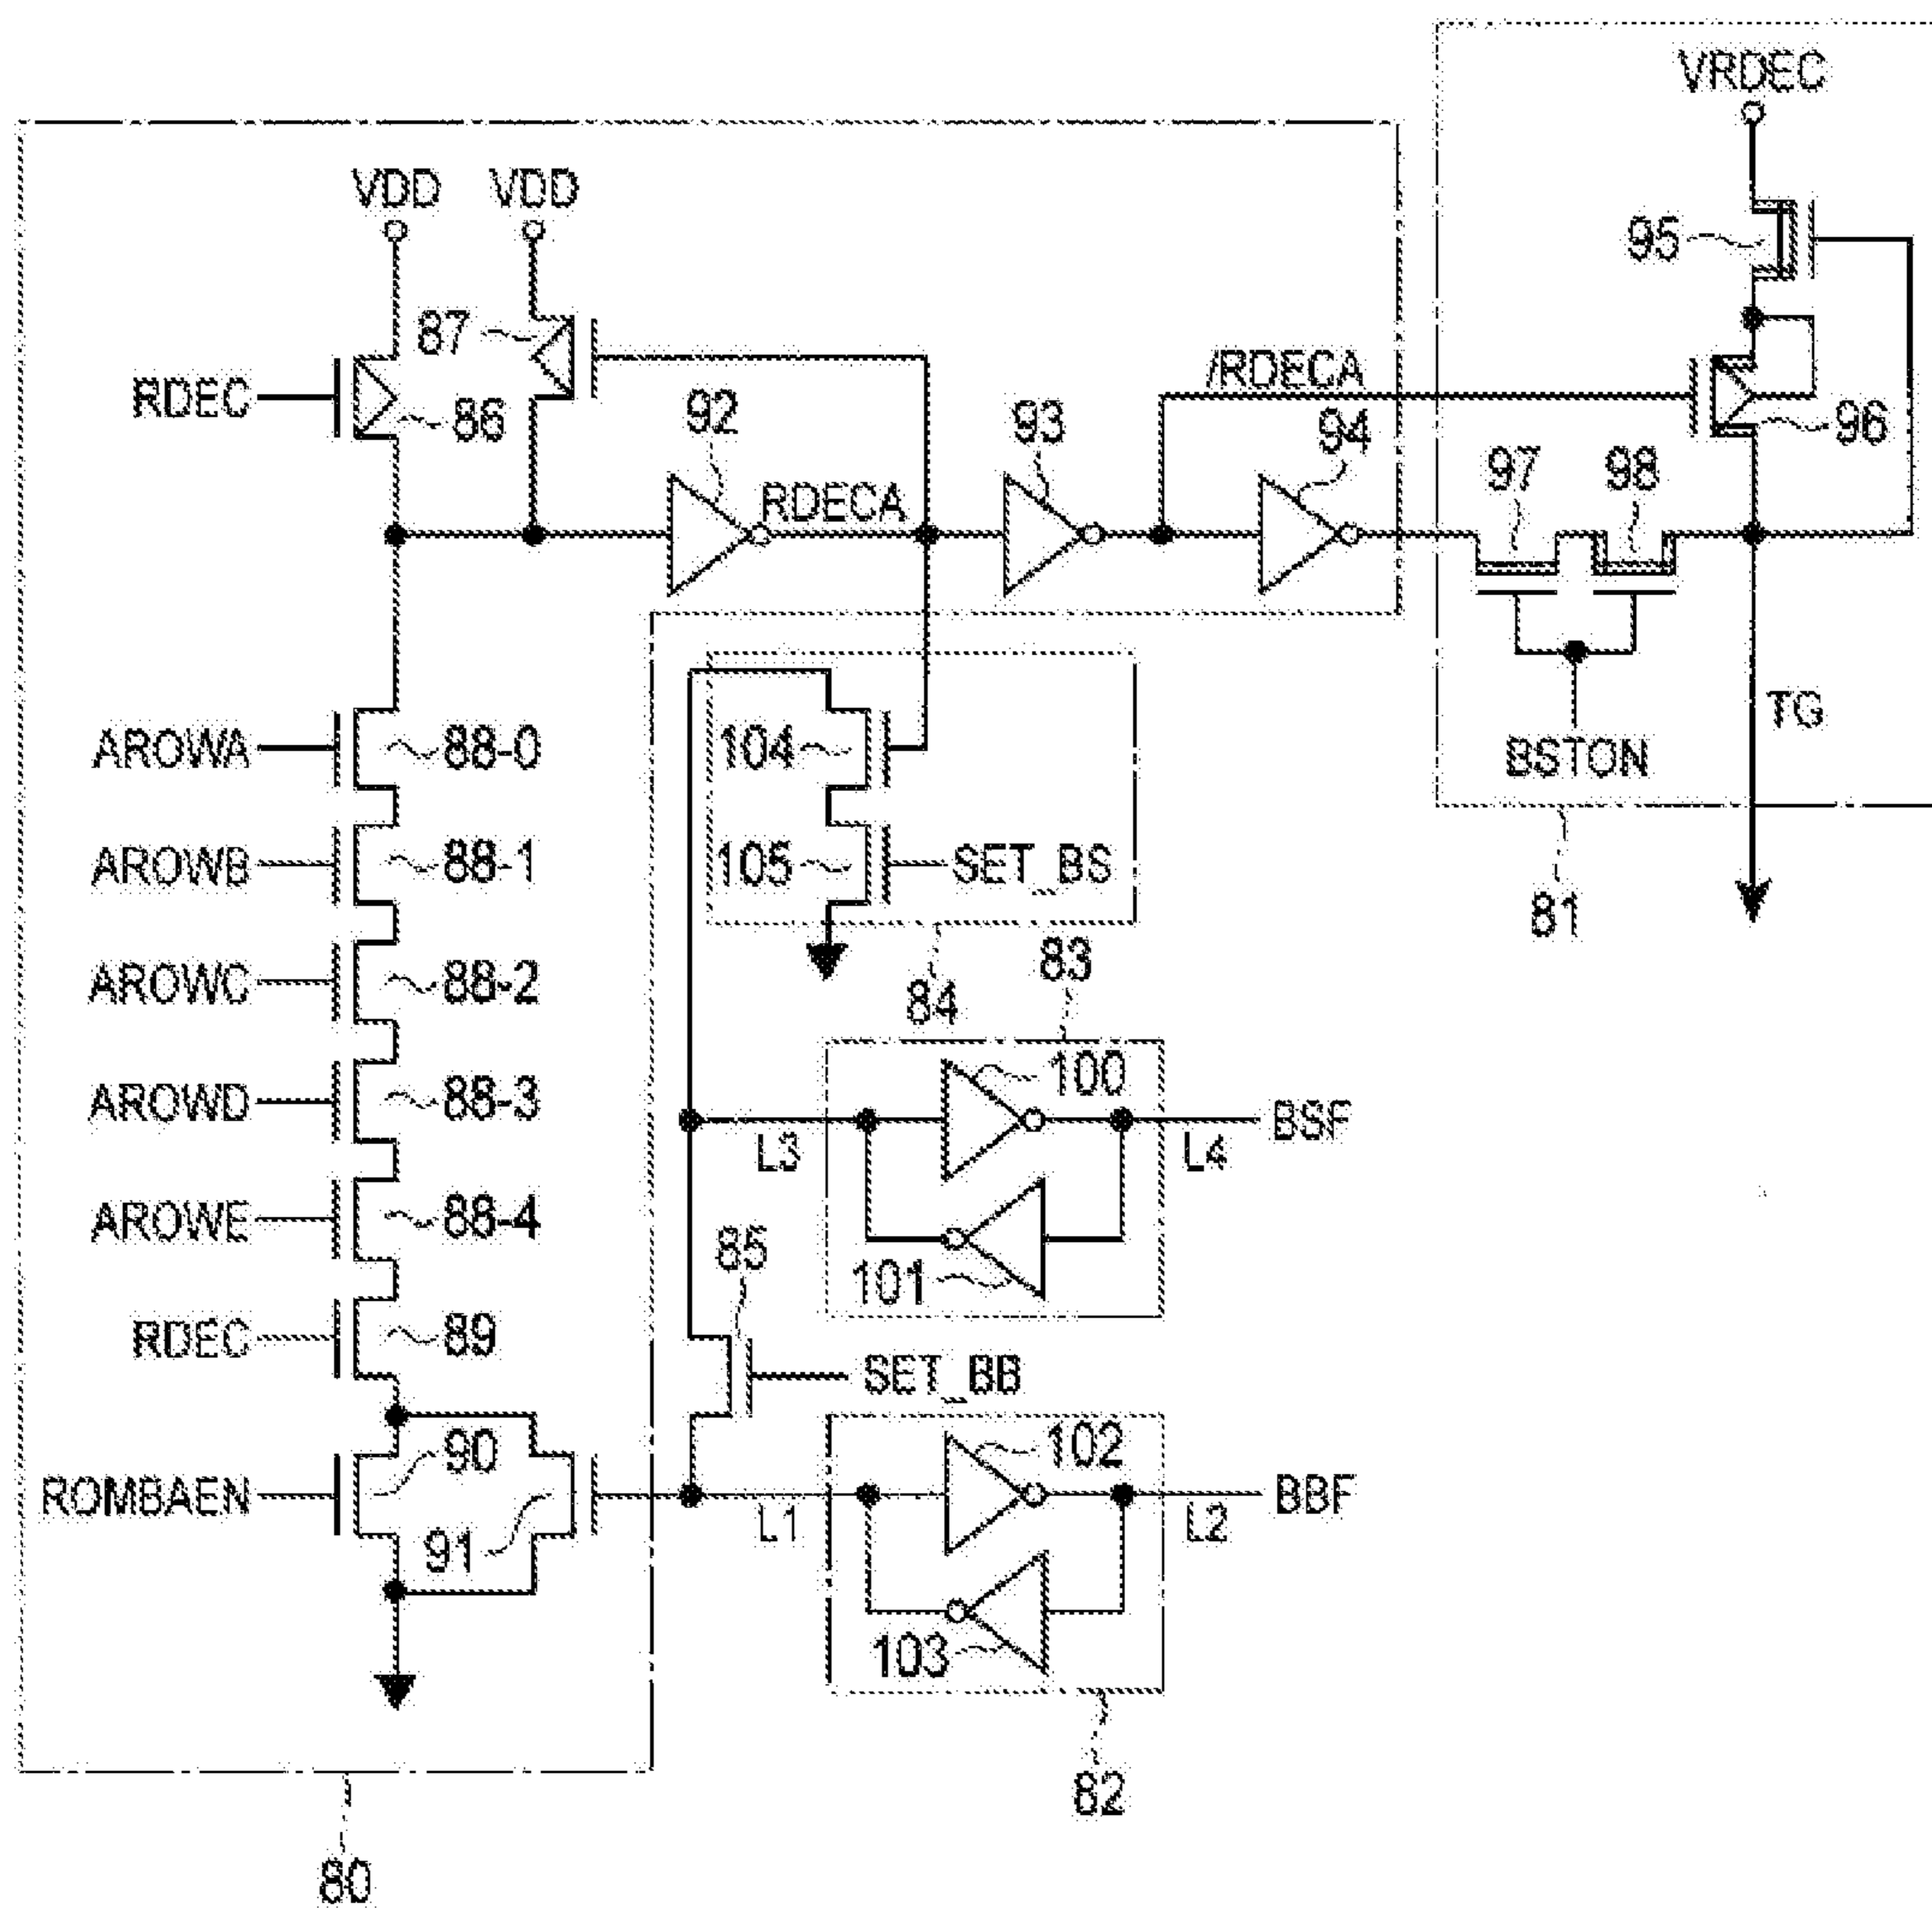 VRDEC
VDD VDD
95
87
RDEC
86
92
/RDECA
93
94
96
RDECA
97
98
AROWA
88-0
104
TG
BSTON
AROWB
88-1
105
SET_BS
81
AROWC
88-2
84
83
AROWD
88-3
100
L3
L4
BSF
AROWE
88-4
85
101
RDEC
89
SET_BB
ROMBAEN
90
91
102
L1
L2
BBF
103
82
80